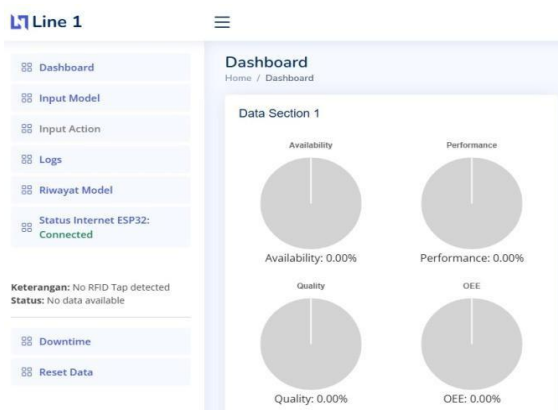 Line 1
Dashboard
Input Model
Input Action
Logs
Riwayat Model
Status Internet ESP32:
Connected
Keterangan: No RFID Tap detected
Status: No data available
Downtime
Reset Data
Dashboard
Home / Dashboard
Data Section 1
Availability
Performance
Availability: 0.00%
Performance: 0.00%
Quality
OEE
Quality: 0.00%
OEE: 0.00%